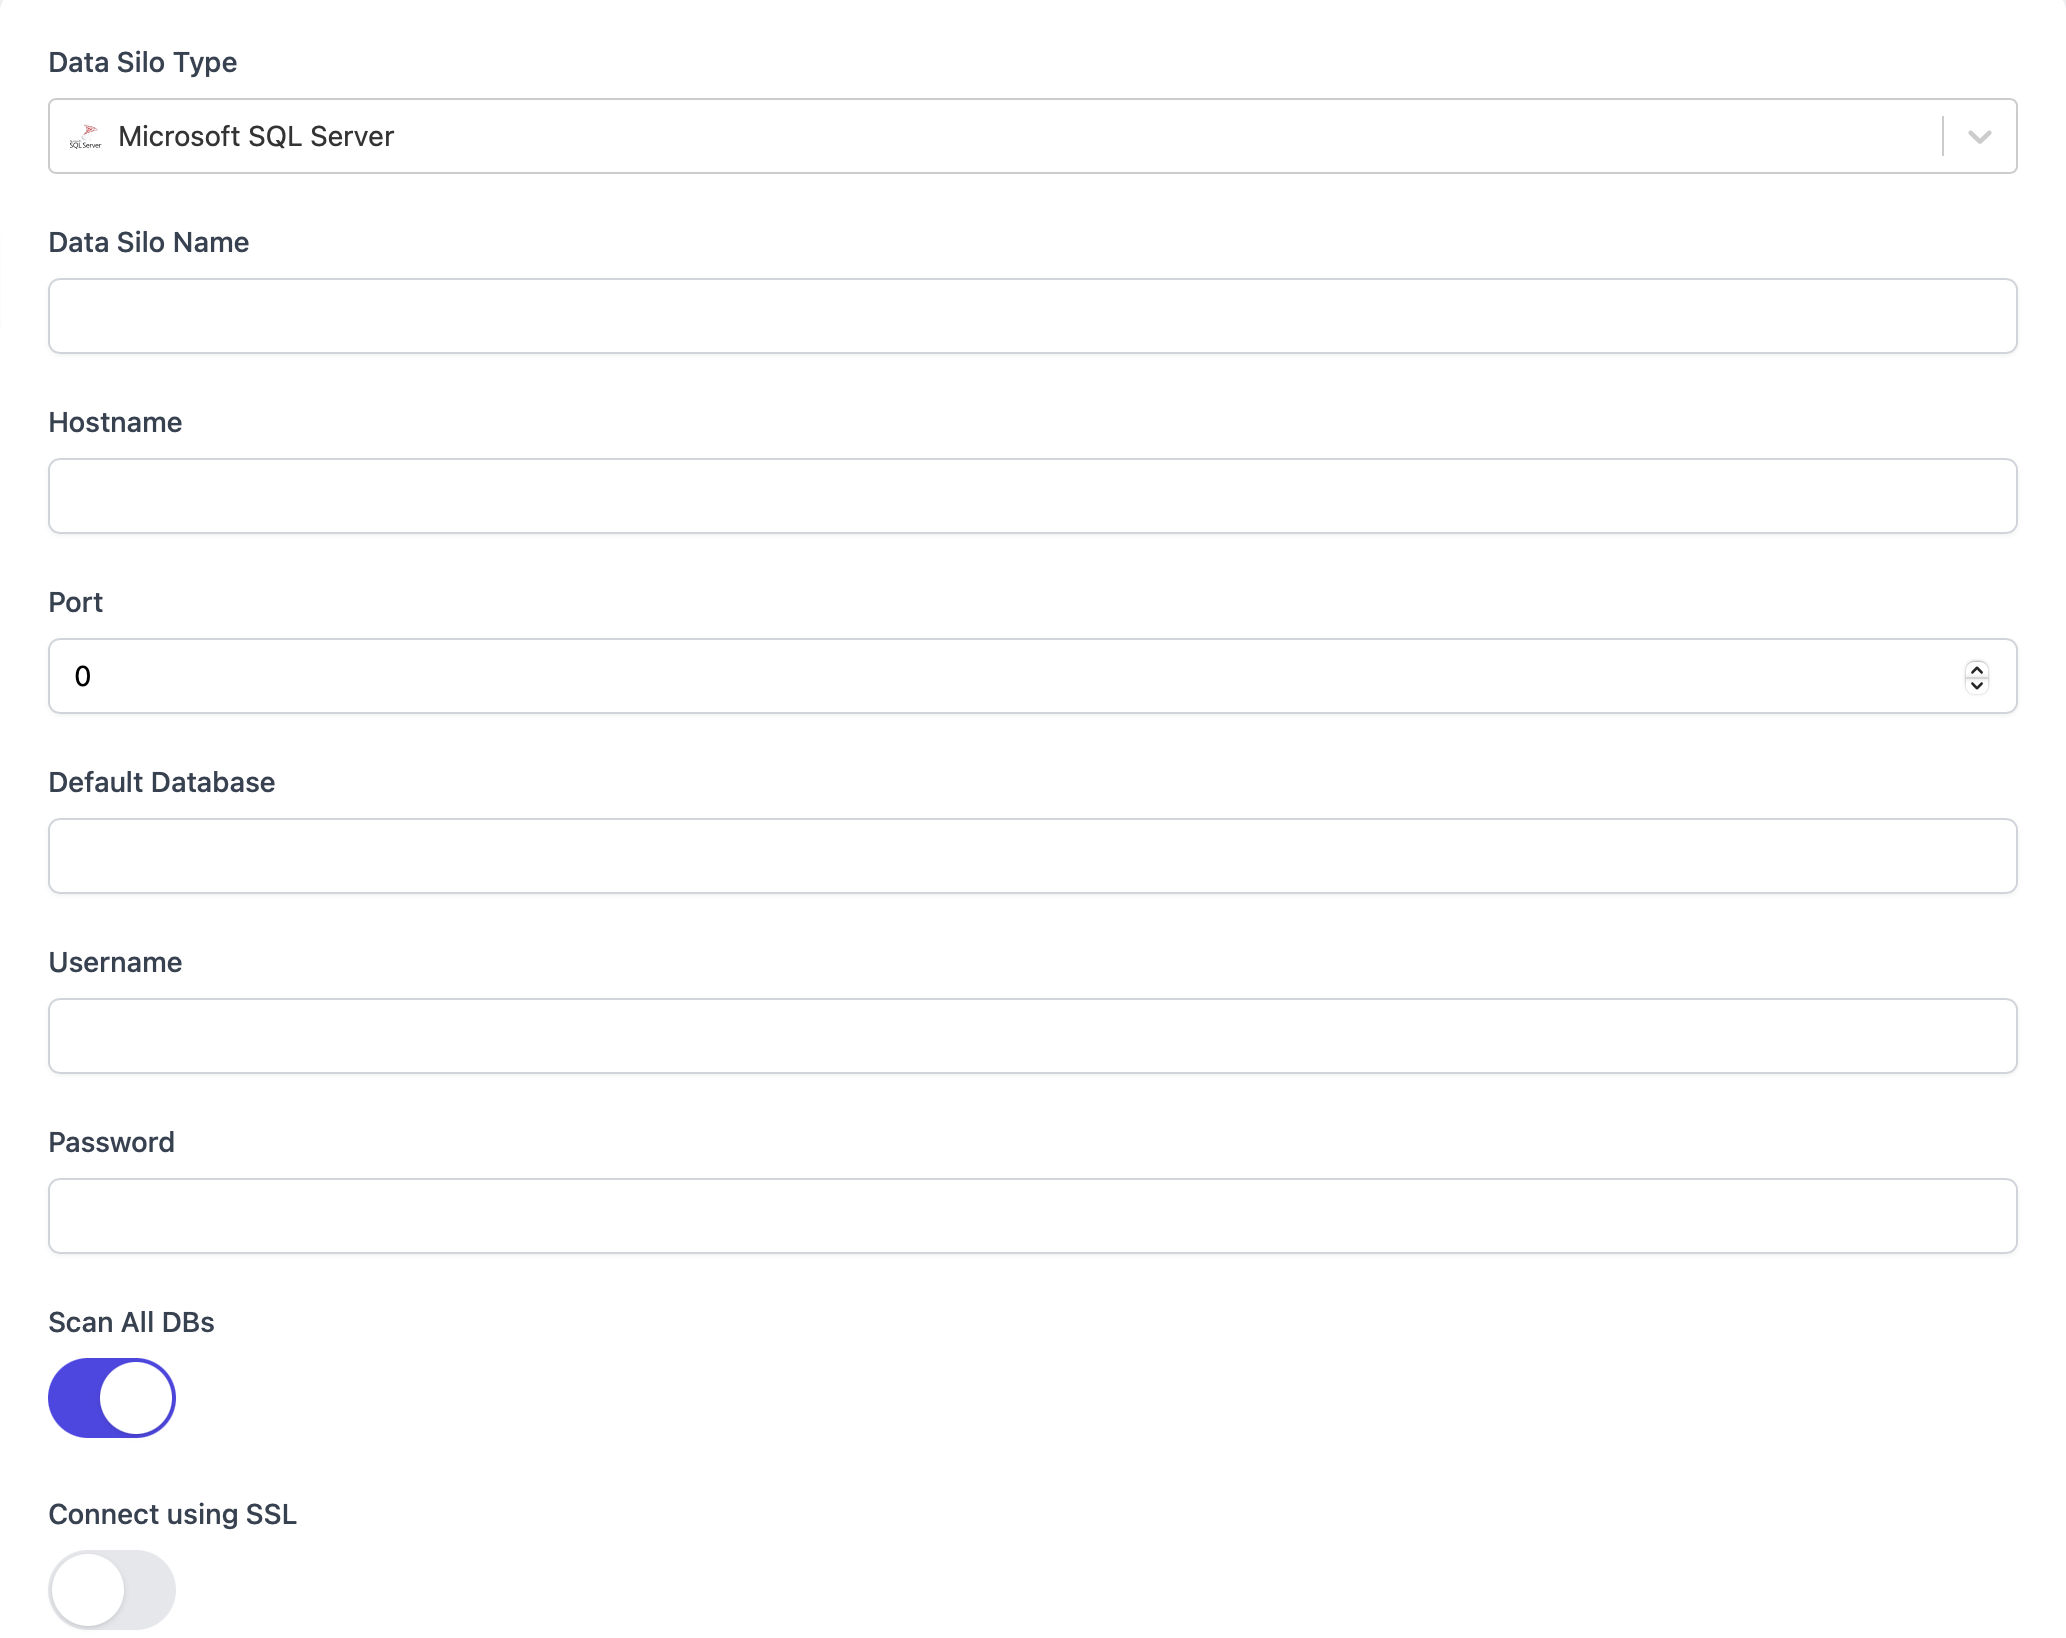 Data Silo Type
SQL Server
Microsoft SQL Server
Data Silo Name
Hostname
Port
0
Default Database
Username
Password
Scan All DBs
Connect using SSL